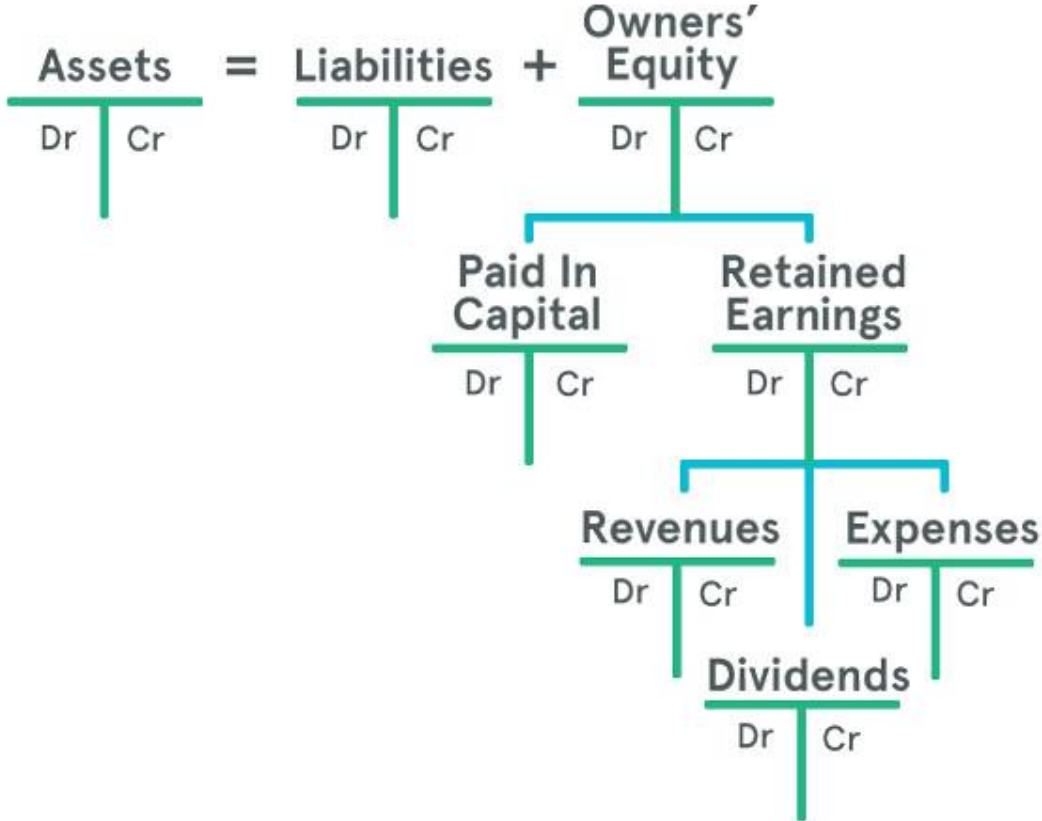 Owners’
Assets = Liabilities + Equity
Dr Cr Dr Cr Dr Cr
Paid In Retained
Capital Earnings
Dr Cr Dr Cr
Revenues Expenses
Dr Cr Dr Cr
Dividends
Dr Cr